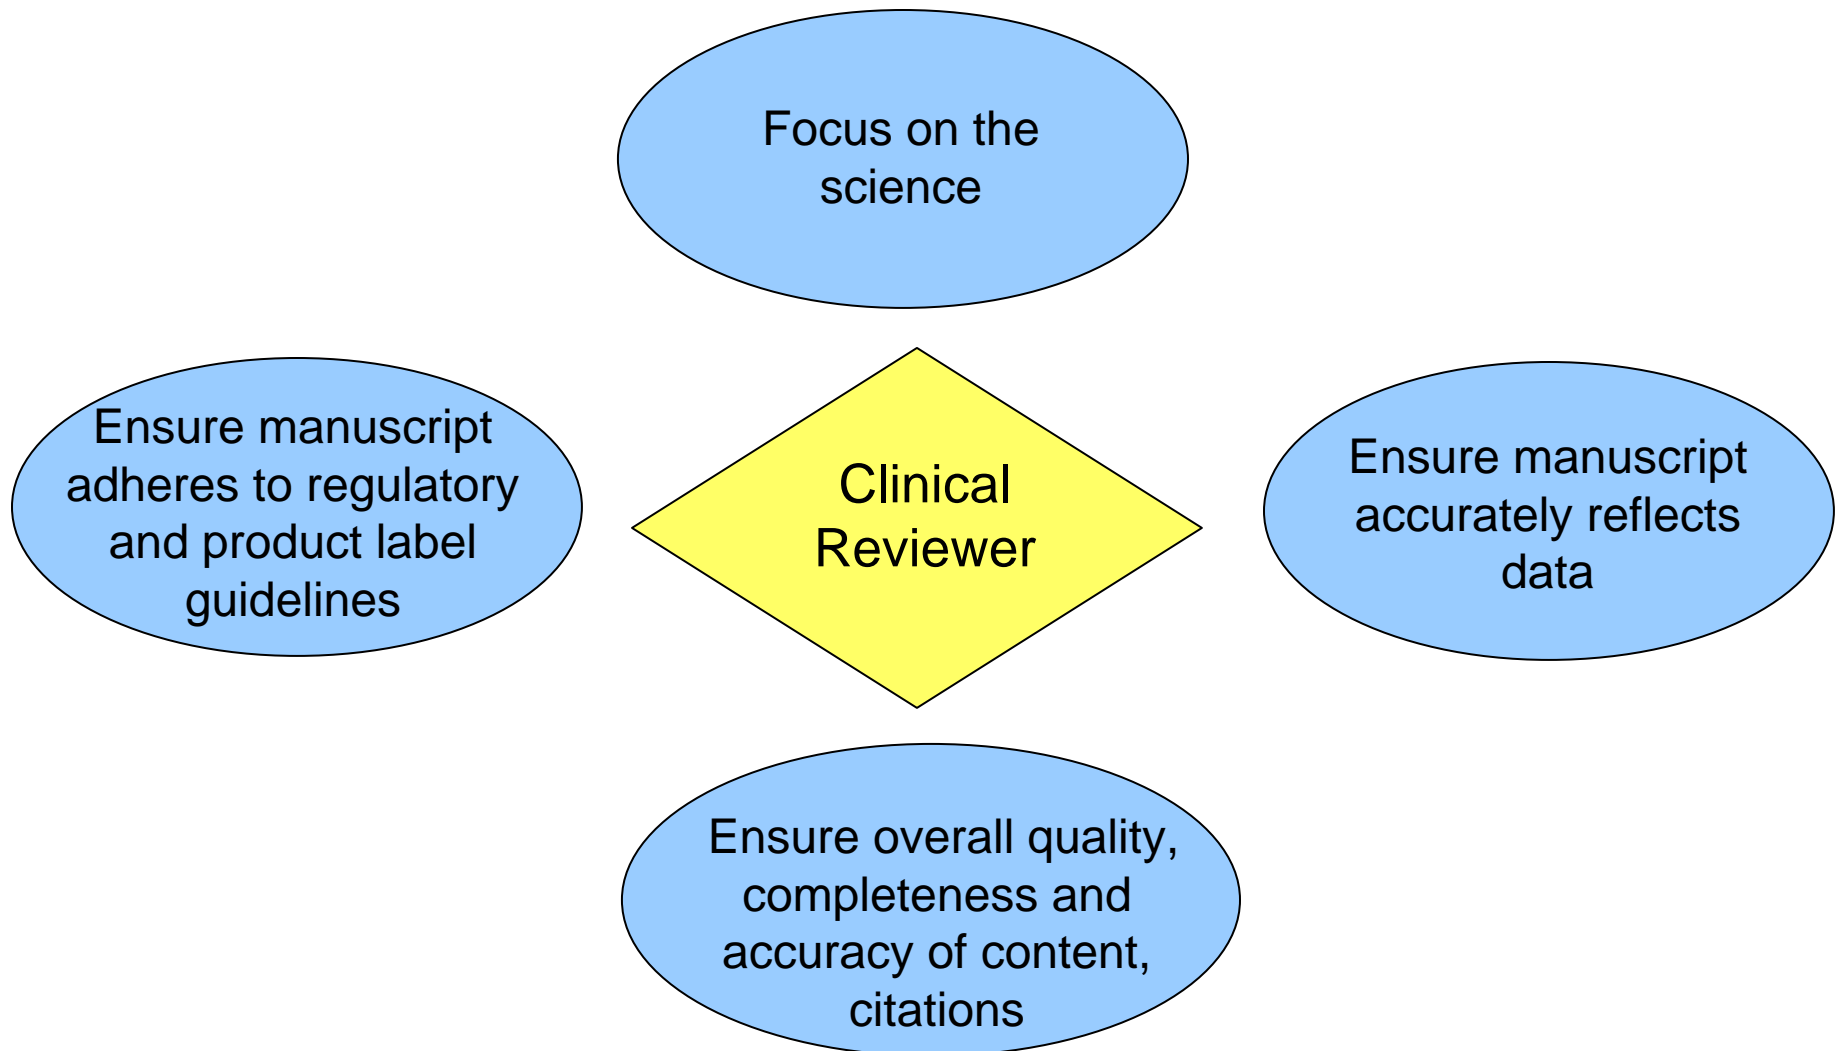 Focus on the
science
Ensure manuscript
adheres to regulatory
and product label
guidelines
Clinical
Reviewer
Ensure manuscript
accurately reflects
data
Ensure overall quality,
completeness and
accuracy of content,
citations